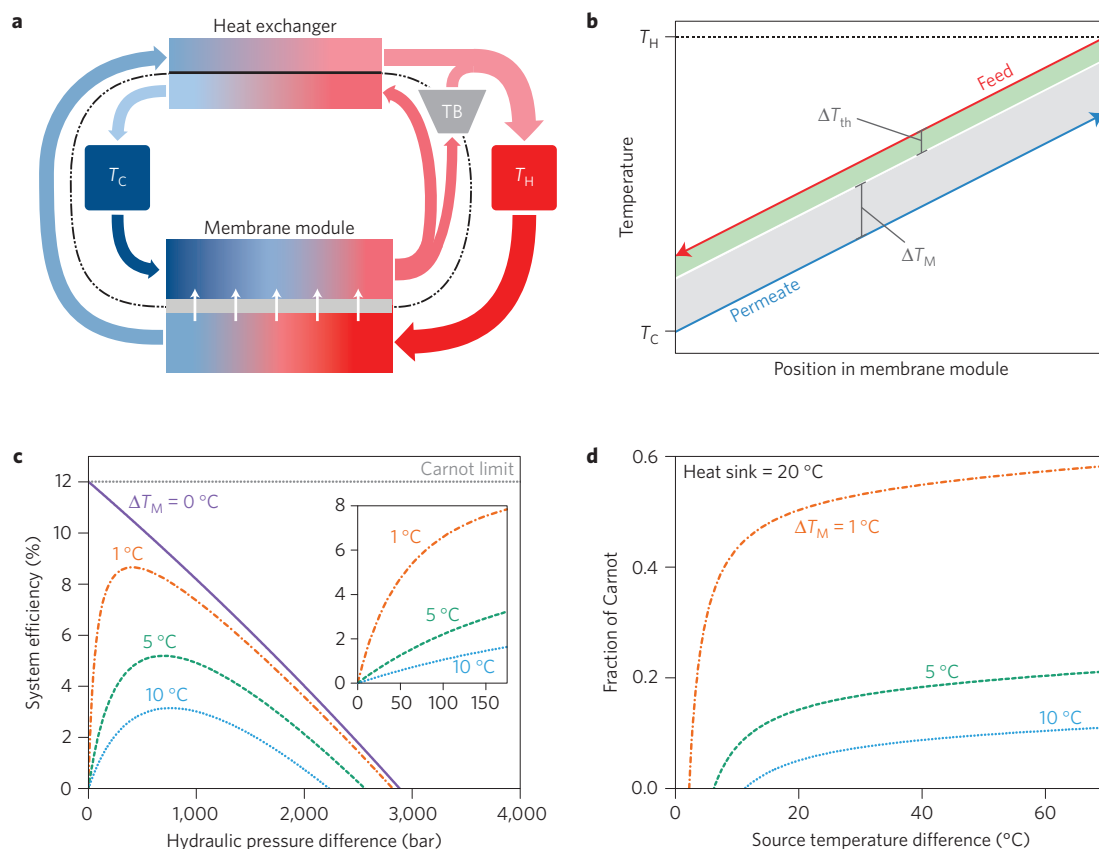 a
Heat exchanger
TB
T_C
T_H
Membrane module
b
T_H
Feed
ΔT_th
Temperature
ΔT_M
Permeate
T_C
Position in membrane module
c
Carnot limit
12
ΔT_M = 0 °C
10
1 °C
8
6
5 °C
4
10 °C
2
0
System efficiency (%)
8
6
4
2
0
1 °C
5 °C
10 °C
0 50 100 150
0 1,000 2,000 3,000 4,000
Hydraulic pressure difference (bar)
d
0.6
Heat sink = 20 °C
ΔT_M = 1 °C
0.4
Fraction of Carnot
0.2
5 °C
10 °C
0.0
0 20 40 60
Source temperature difference (°C)